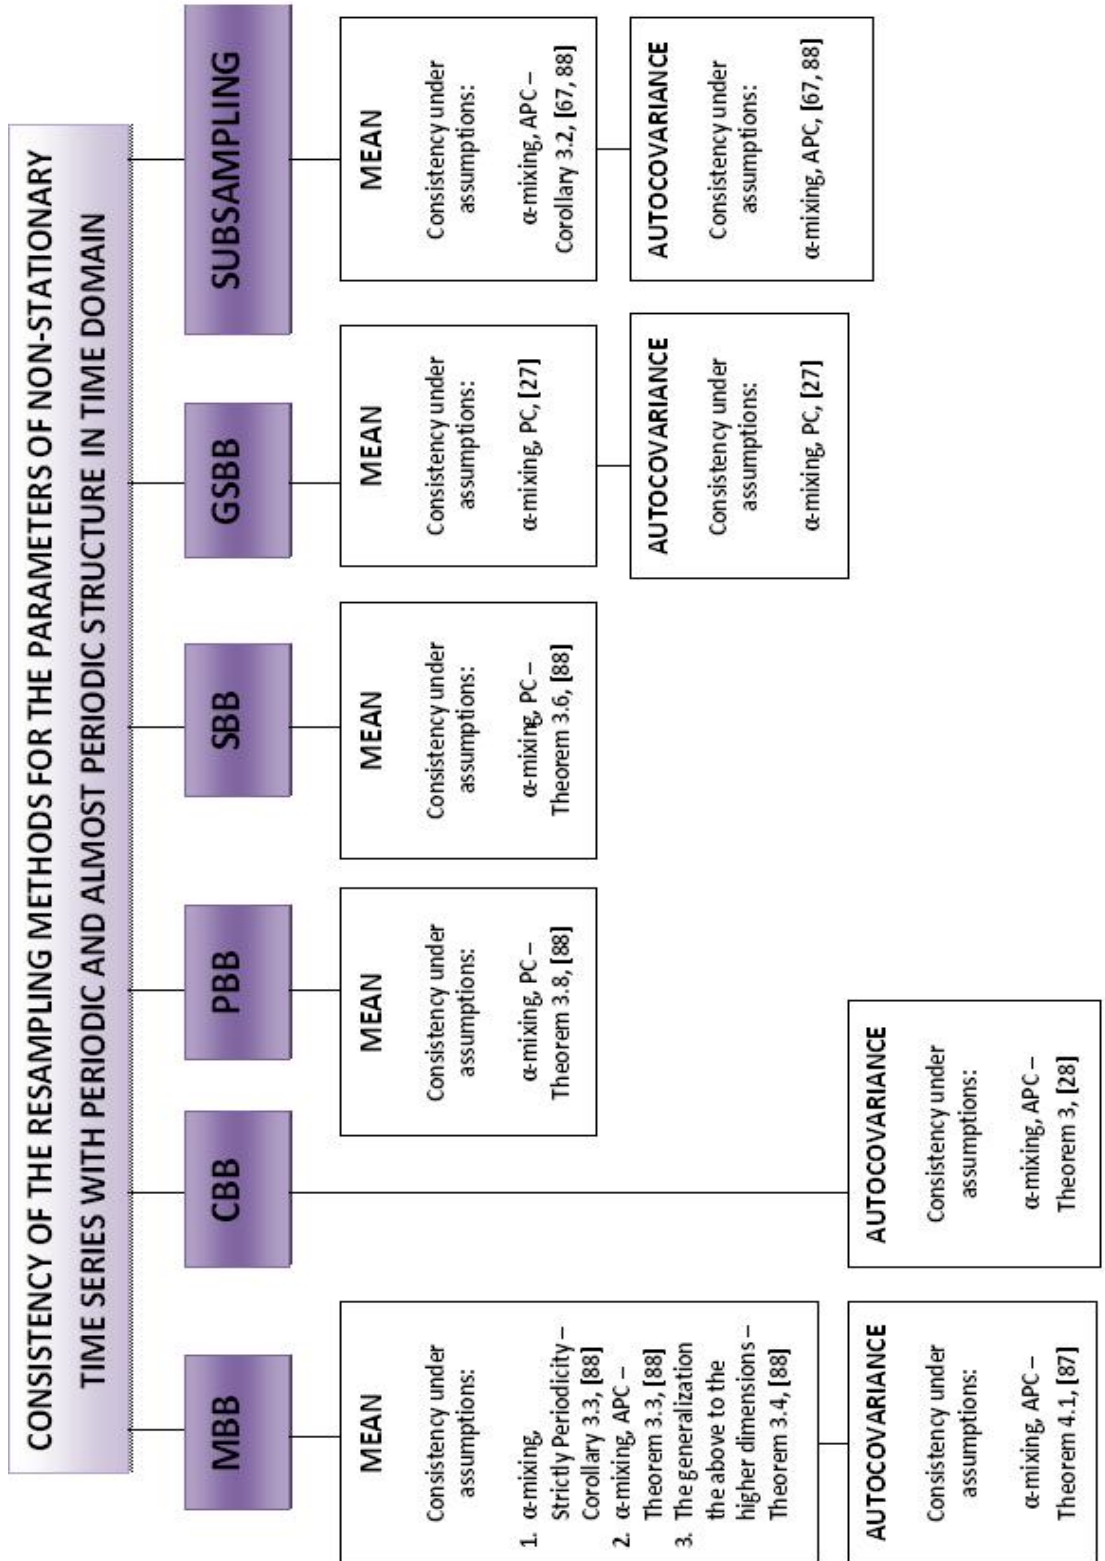 CONSISTENCY OF THE RESAMPLING METHODS FOR THE PARAMETERS OF NON-STATIONARY
TIME SERIES WITH PERIODIC AND ALMOST PERIODIC STRUCTURE IN TIME DOMAIN
MBB
MEAN
Consistency under
assumptions:
1. α-mixing,
Strictly Periodicity –
Corollary 3.3, [88]
2. α-mixing, APC –
Theorem 3.3, [88]
3. The generalization
the above to the
higher dimensions –
Theorem 3.4, [88]
AUTOCOVARIANCE
Consistency under
assumptions:
α-mixing, APC –
Theorem 4.1, [87]
CBB
AUTOCOVARIANCE
Consistency under
assumptions:
α-mixing, APC –
Theorem 3, [28]
PBB
MEAN
Consistency under
assumptions:
α-mixing, PC –
Theorem 3.8, [88]
SBB
MEAN
Consistency under
assumptions:
α-mixing, PC –
Theorem 3.6, [88]
GSBB
MEAN
Consistency under
assumptions:
α-mixing, PC, [27]
AUTOCOVARIANCE
Consistency under
assumptions:
α-mixing, PC, [27]
SUBSAMPLING
MEAN
Consistency under
assumptions:
α-mixing, APC –
Corollary 3.2, [67, 88]
AUTOCOVARIANCE
Consistency under
assumptions:
α-mixing, APC, [67, 88]